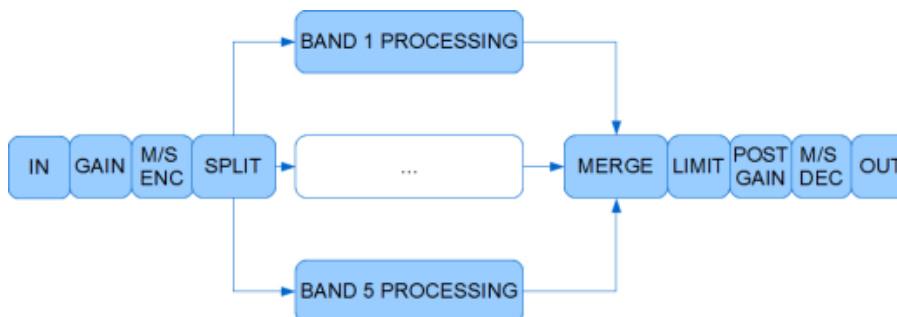 BAND 1 PROCESSING
IN
GAIN
M/S
ENC
SPLIT
...
MERGE
LIMIT
POST
GAIN
M/S
DEC
OUT
BAND 5 PROCESSING